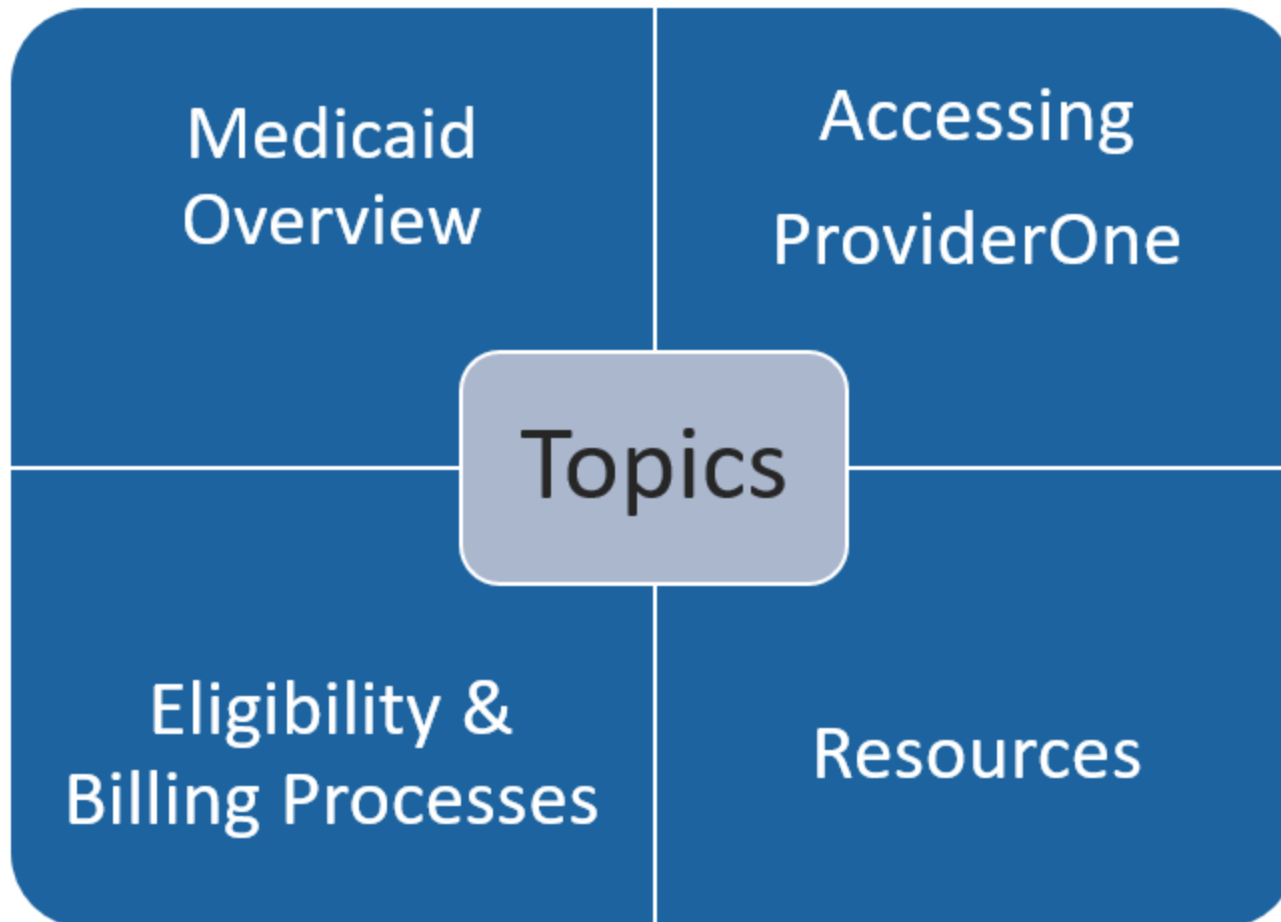 Medicaid
Overview
Accessing
ProviderOne
Topics
Eligibility &
Billing Processes
Resources